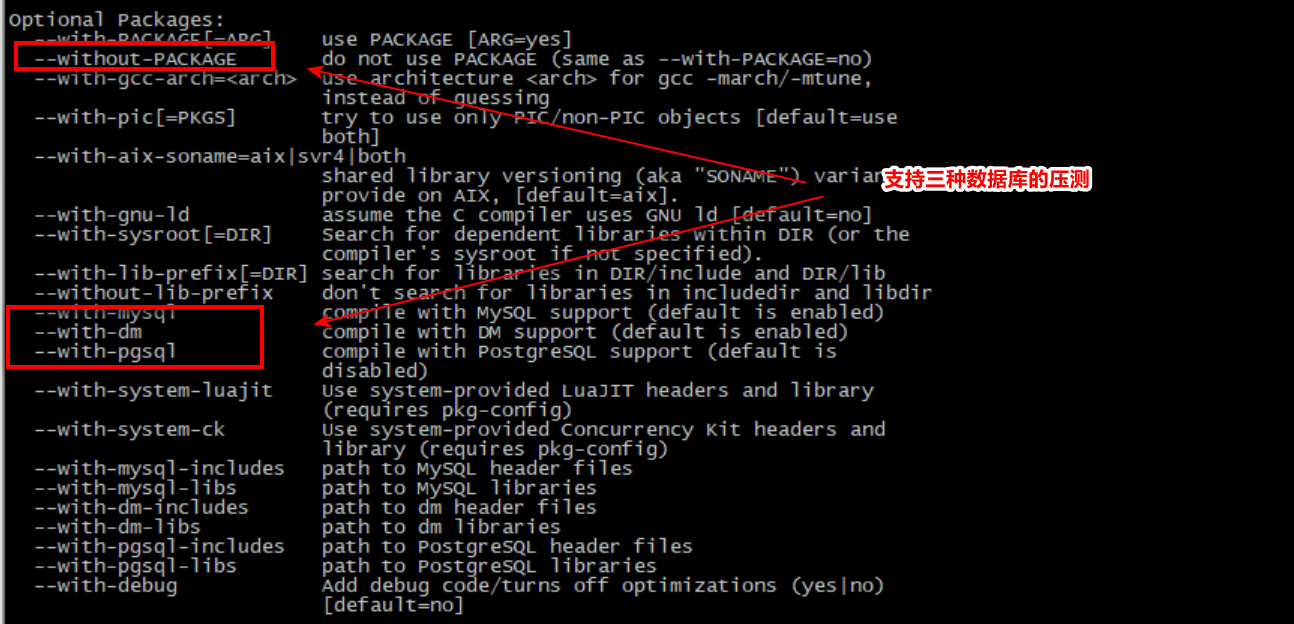 Optional Packages:
--with-PACKAGE[=ARG] use PACKAGE [ARG=yes]
--without-PACKAGE do not use PACKAGE (same as --with-PACKAGE=no)
--with-gcc-arch=<arch> use architecture <arch> for gcc -march/-mtune,
instead of guessing
--with-pic[=PKGS] try to use only PIC/non-PIC objects [default=use
both]
--with-aix-soname=aix|svr4|both
shared library versioning (aka "SONAME") varian
支持三种数据库的压测
provide on AIX, [default=aix].
--with-gnu-ld assume the C compiler uses GNU ld [default=no]
--with-sysroot[=DIR] Search for dependent libraries within DIR (or the
compiler's sysroot if not specified).
--with-lib-prefix[=DIR] search for libraries in DIR/include and DIR/lib
--without-lib-prefix don't search for libraries in includedir and libdir
--with-mysql compile with MySQL support (default is enabled)
--with-dm compile with DM support (default is enabled)
--with-pgsql compile with PostgreSQL support (default is
disabled)
--with-system-luajit Use system-provided LuaJIT headers and library
(requires pkg-config)
--with-system-ck Use system-provided Concurrency Kit headers and
library (requires pkg-config)
--with-mysql-includes path to MySQL header files
--with-mysql-libs path to MySQL libraries
--with-dm-includes path to dm header files
--with-dm-libs path to dm libraries
--with-pgsql-includes path to PostgreSQL header files
--with-pgsql-libs path to PostgreSQL libraries
--with-debug Add debug code/turns off optimizations (yes|no)
[default=no]